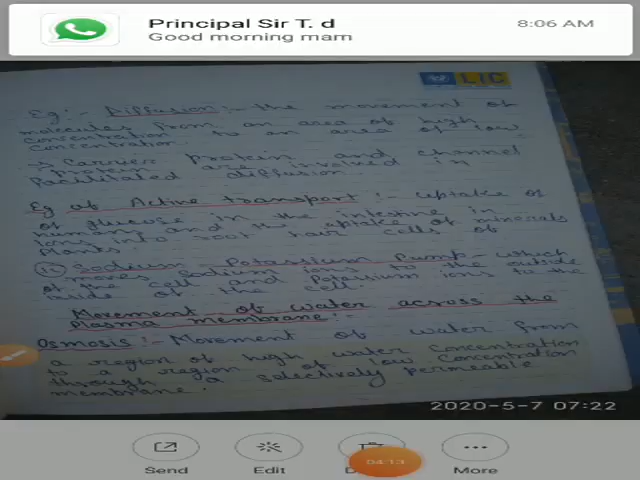 Principal Sir T. d
8:06 AM
Good morning mam
LIC
Eg:- Diffusion:- the movement of
molecules from an area of high
concentration to an area of low
concentration.
→ Carrier protein and channel
protein are involved in
facilitated diffusion.
Eg of Active transport:- uptake of
of glucose in the intestine in
humans and the uptake of minerals
ions into root hair cells of
Plants.
(ii) Sodium - Potassium Pump - which
moves sodium ions to the outside
of the cell and Potassium ions to the
inside of the cell.
Movement of water across the
Plasma membrane:-
Osmosis:- Movement of water from
a region of high water concentration
to a region of low concentration
through a selectively permeable
membrane.
2020-5-7 07:22
04:13
Send
Edit
More